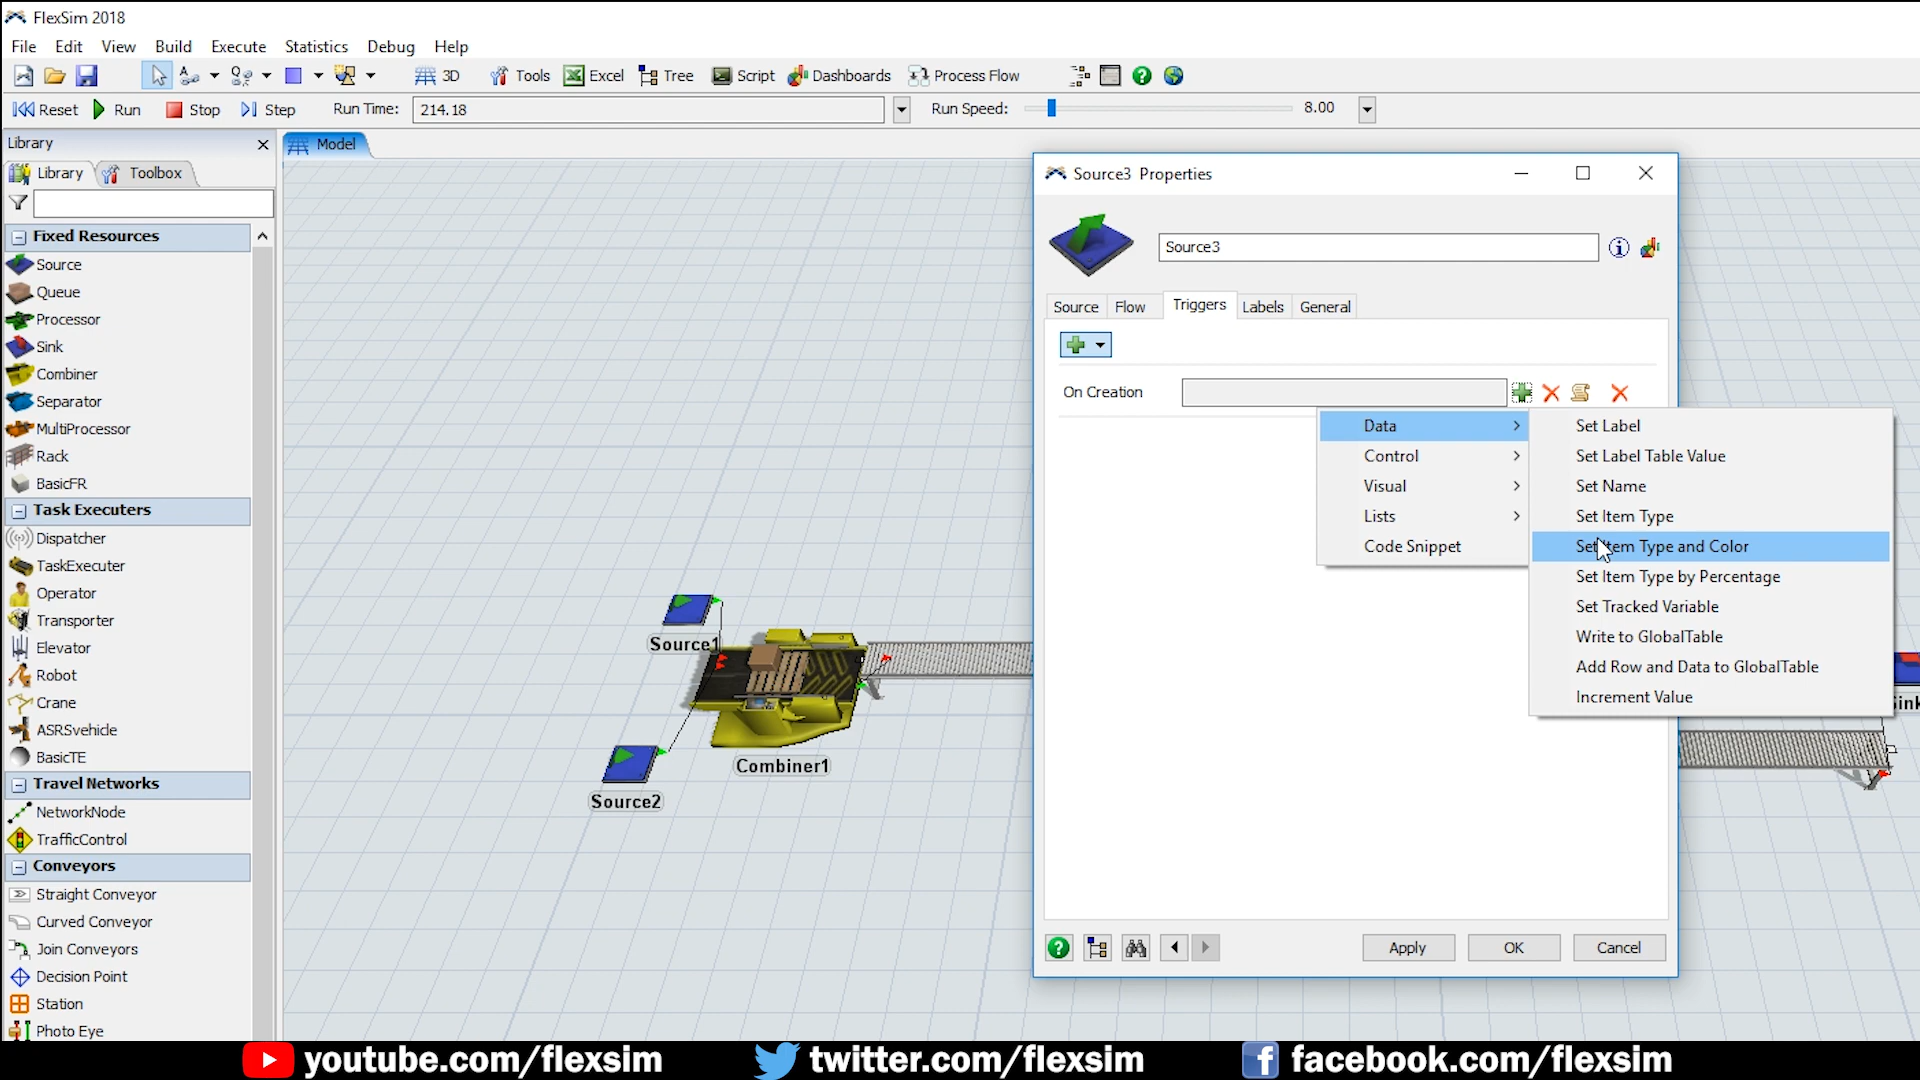 FlexSim 2018
File Edit View Build Execute Statistics Debug Help
3D Tools Excel Tree Script Dashboards Process Flow
Reset Run Stop Step Run Time: 214.18 Run Speed: 8.00
Library
Model
Library Toolbox
Fixed Resources
Source
Queue
Processor
Sink
Combiner
Separator
MultiProcessor
Rack
BasicFR
Task Executers
Dispatcher
TaskExecuter
Operator
Transporter
Elevator
Robot
Crane
ASRSvehicle
BasicTE
Travel Networks
NetworkNode
TrafficControl
Conveyors
Straight Conveyor
Curved Conveyor
Join Conveyors
Decision Point
Station
Photo Eye
Source1
Combiner1
Source2
Source3 Properties
Source3
Source Flow Triggers Labels General
On Creation
Data
Control
Visual
Lists
Code Snippet
Set Label
Set Label Table Value
Set Name
Set Item Type
Set Item Type and Color
Set Item Type by Percentage
Set Tracked Variable
Write to GlobalTable
Add Row and Data to GlobalTable
Increment Value
Apply OK Cancel
youtube.com/flexsim twitter.com/flexsim facebook.com/flexsim